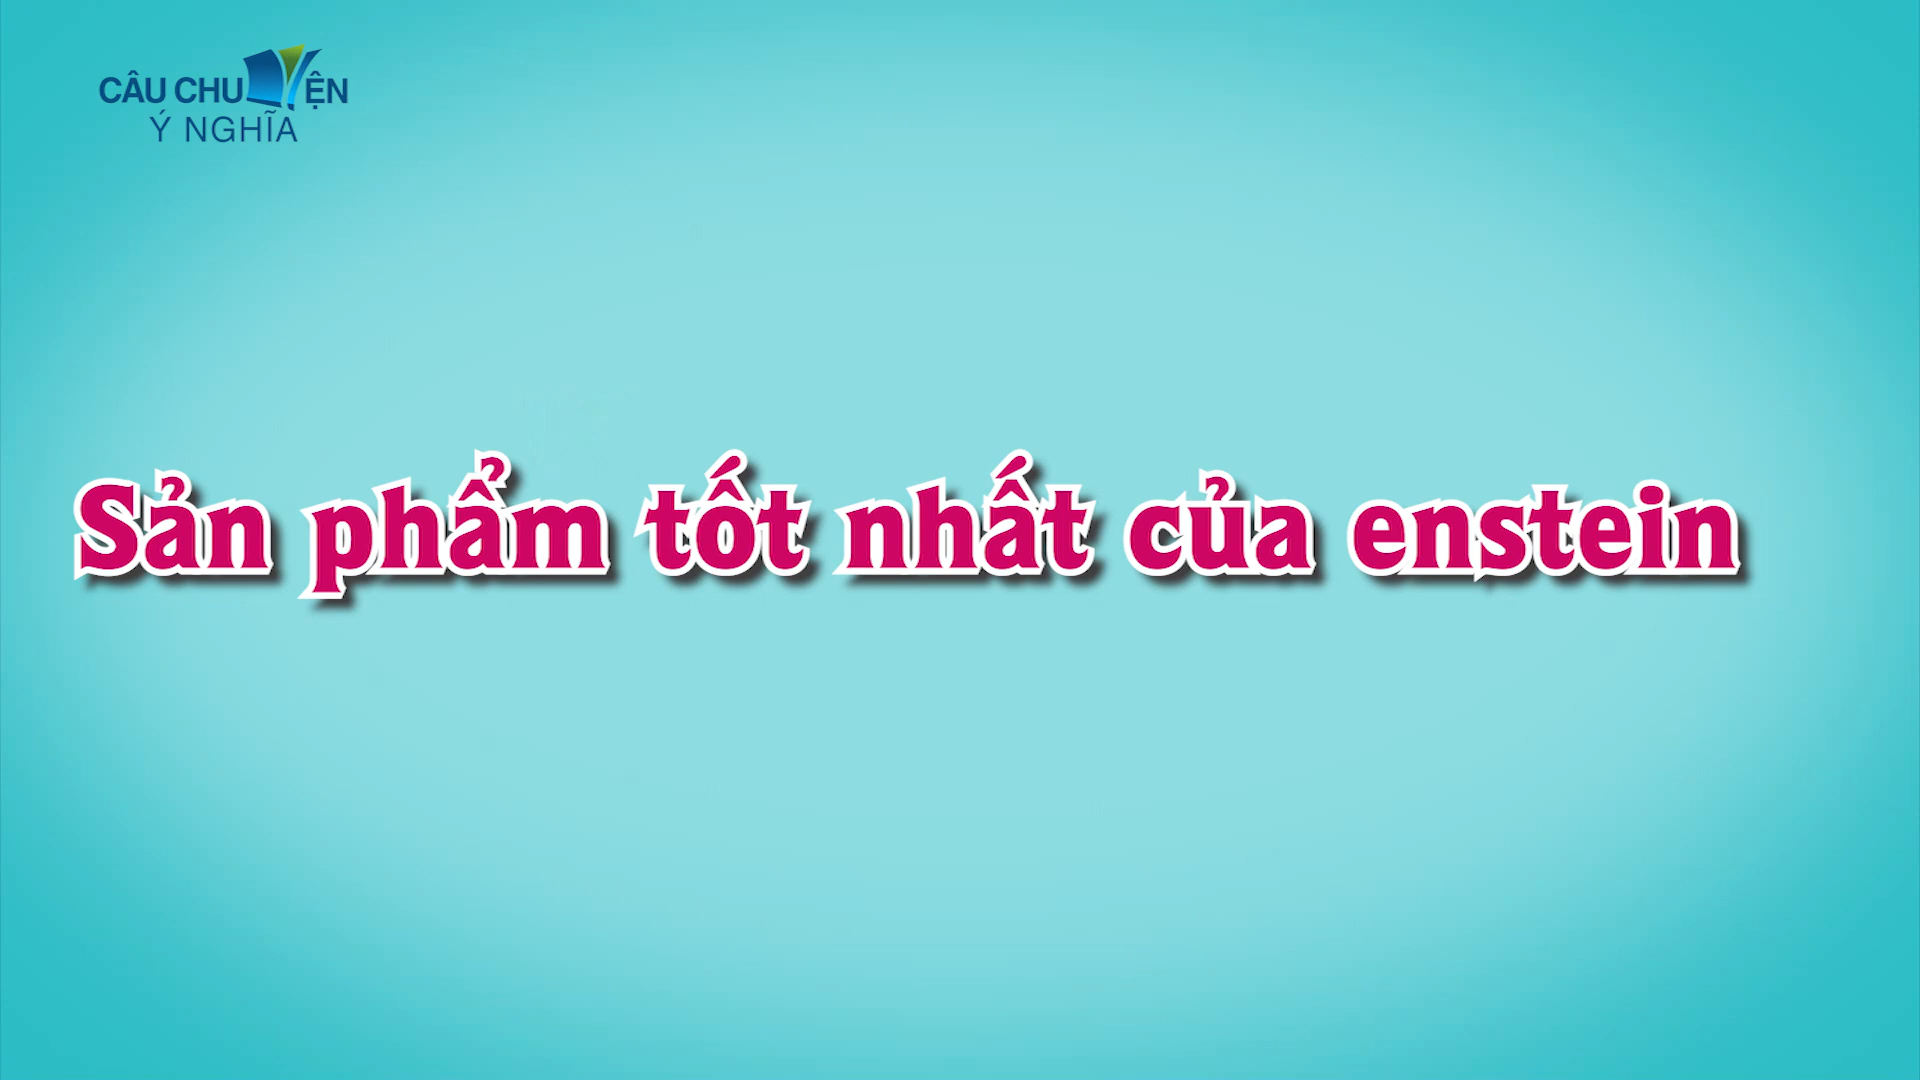 CÂU CHUYỆN
Ý NGHĨA
Sản phẩm tốt nhất của enstein